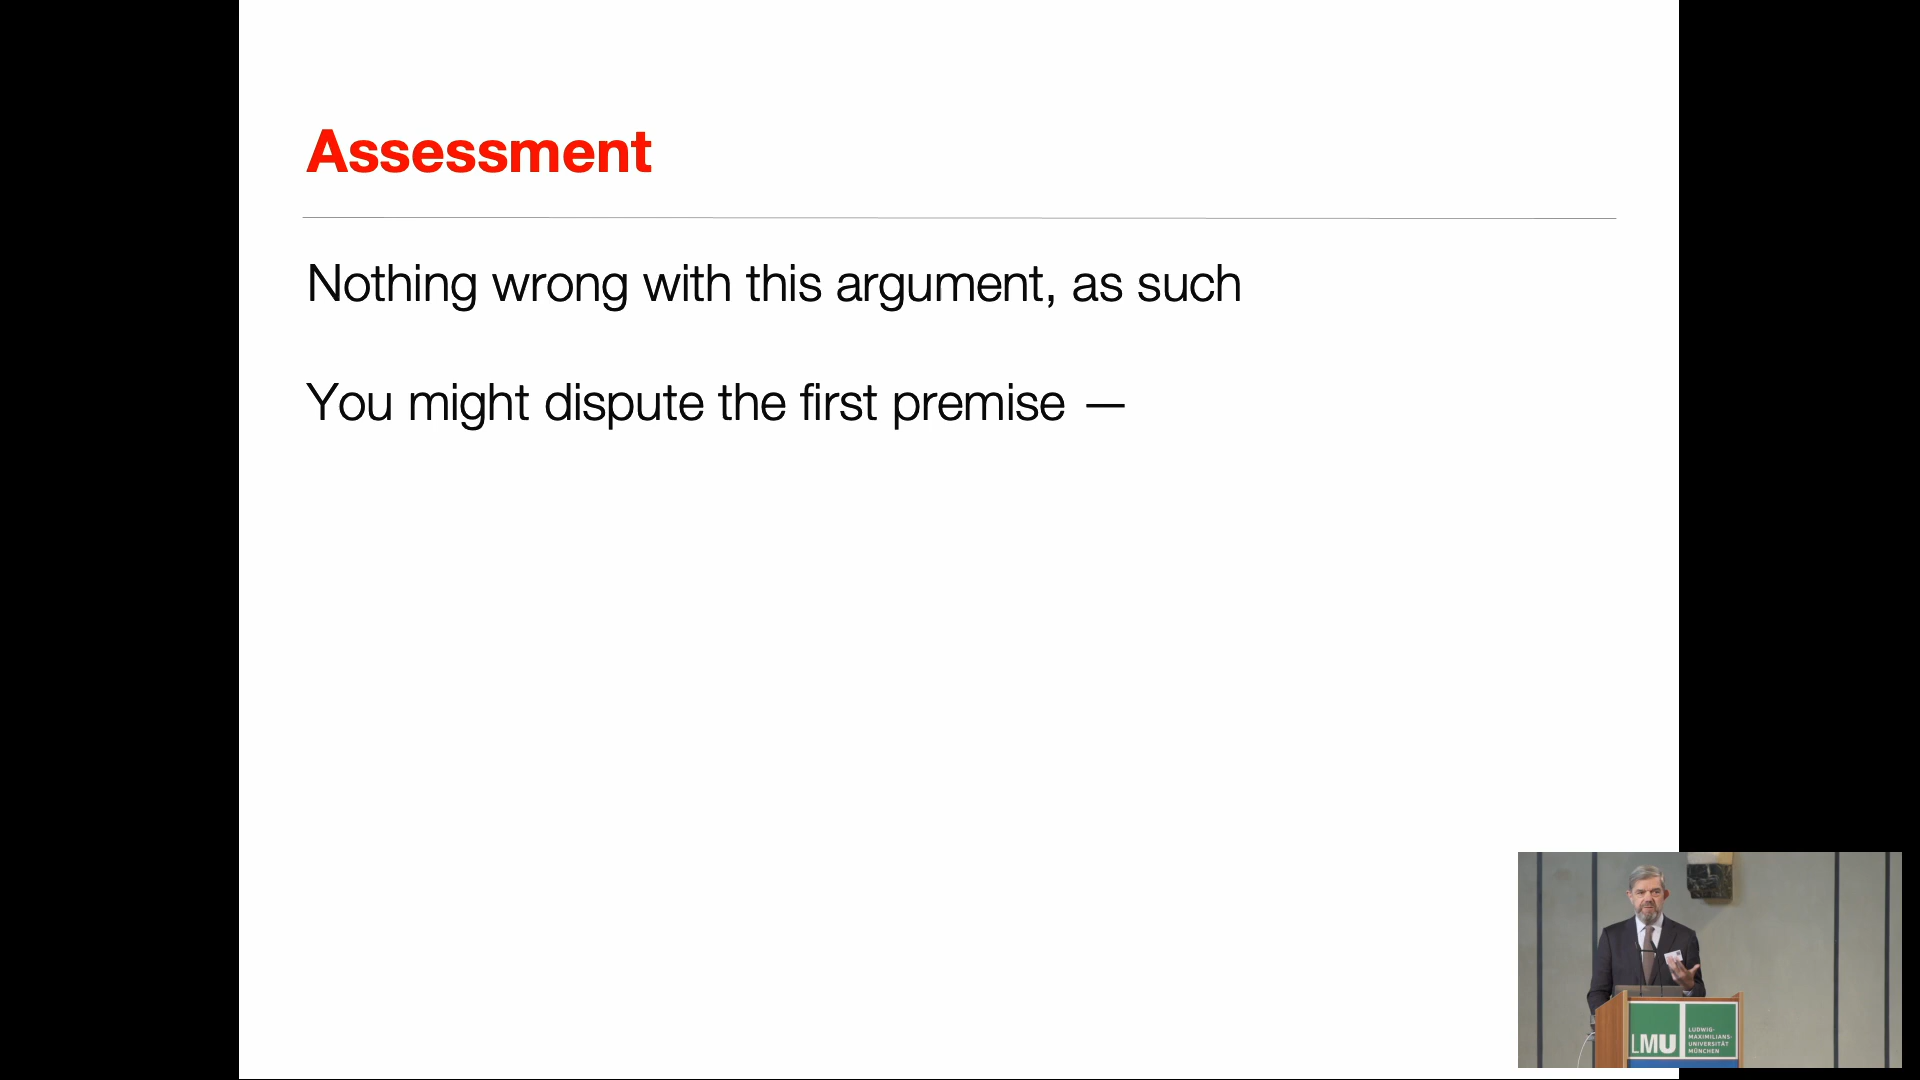 Assessment
Nothing wrong with this argument, as such
You might dispute the first premise —
LMU
LUDWIG-
MAXIMILIANS-
UNIVERSITÄT
MÜNCHEN